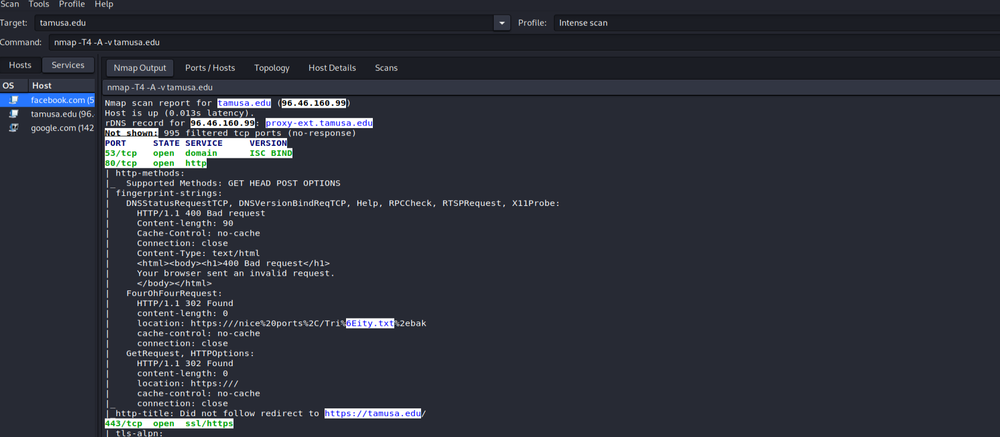 Scan Tools Profile Help
Target: tamusa.edu Profile: Intense scan
Command: nmap -T4 -A -v tamusa.edu
Hosts Services
Nmap Output Ports / Hosts Topology Host Details Scans
OS Host
facebook.com (5
tamusa.edu (96.
google.com (142
nmap -T4 -A -v tamusa.edu
Nmap scan report for tamusa.edu (96.46.160.99)
Host is up (0.013s latency).
rDNS record for 96.46.160.99: proxy-ext.tamusa.edu
Not shown: 995 filtered tcp ports (no-response)
PORT STATE SERVICE VERSION
53/tcp open domain ISC BIND
80/tcp open http
| http-methods:
|_ Supported Methods: GET HEAD POST OPTIONS
| fingerprint-strings:
| DNSStatusRequestTCP, DNSVersionBindReqTCP, Help, RPCCheck, RTSPRequest, X11Probe:
| HTTP/1.1 400 Bad request
| Content-length: 90
| Cache-Control: no-cache
| Connection: close
| Content-Type: text/html
| <html><body><h1>400 Bad request</h1>
| Your browser sent an invalid request.
| </body></html>
| FourOhFourRequest:
| HTTP/1.1 302 Found
| content-length: 0
| location: https:///nice%20ports%2C/Tri%6Eity.txt%2ebak
| cache-control: no-cache
| connection: close
| GetRequest, HTTPOptions:
| HTTP/1.1 302 Found
| content-length: 0
| location: https:///
| cache-control: no-cache
|_ connection: close
|_http-title: Did not follow redirect to https://tamusa.edu/
443/tcp open ssl/https
| tls-alpn: